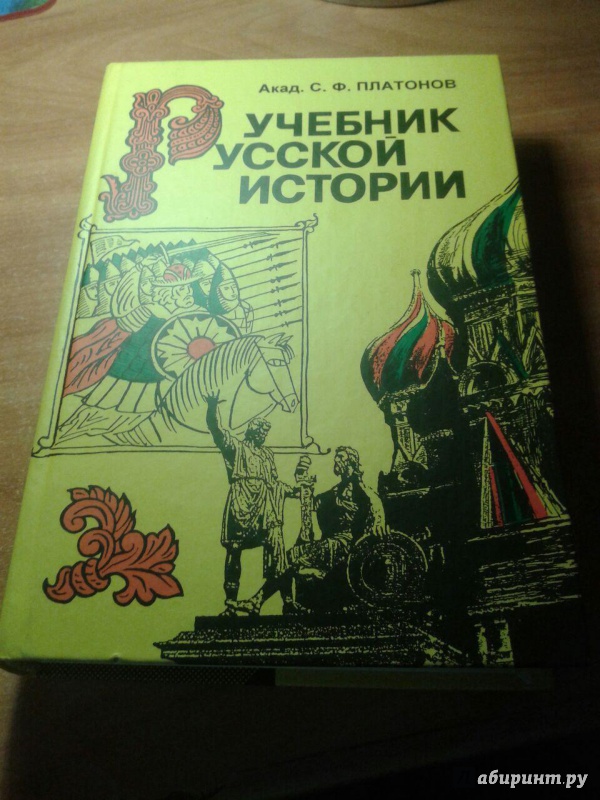 Акад. С. Ф. ПЛАТОНОВ
УЧЕБНИК
РУССКОЙ
ИСТОРИИ
абиринт.ру